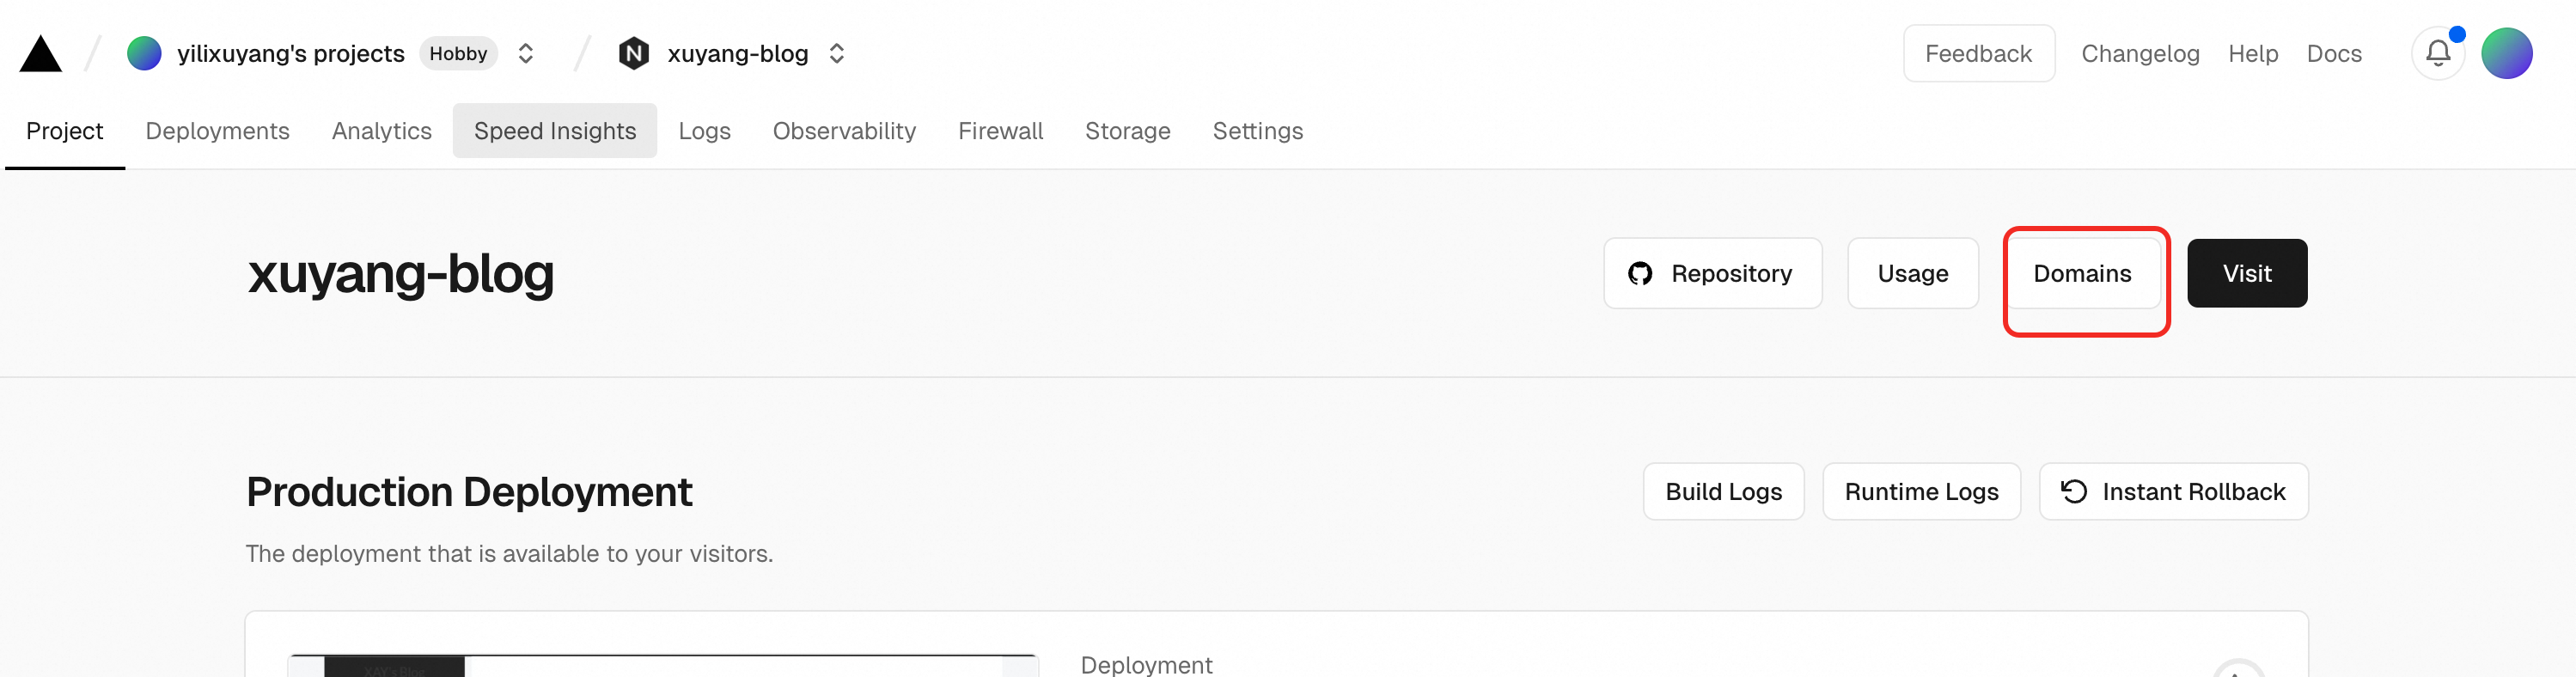 yilixuyang's projects Hobby xuyang-blog Feedback Changelog Help Docs
Project Deployments Analytics Speed Insights Logs Observability Firewall Storage Settings
xuyang-blog Repository Usage Domains Visit
Production Deployment Build Logs Runtime Logs Instant Rollback
The deployment that is available to your visitors.
Deployment